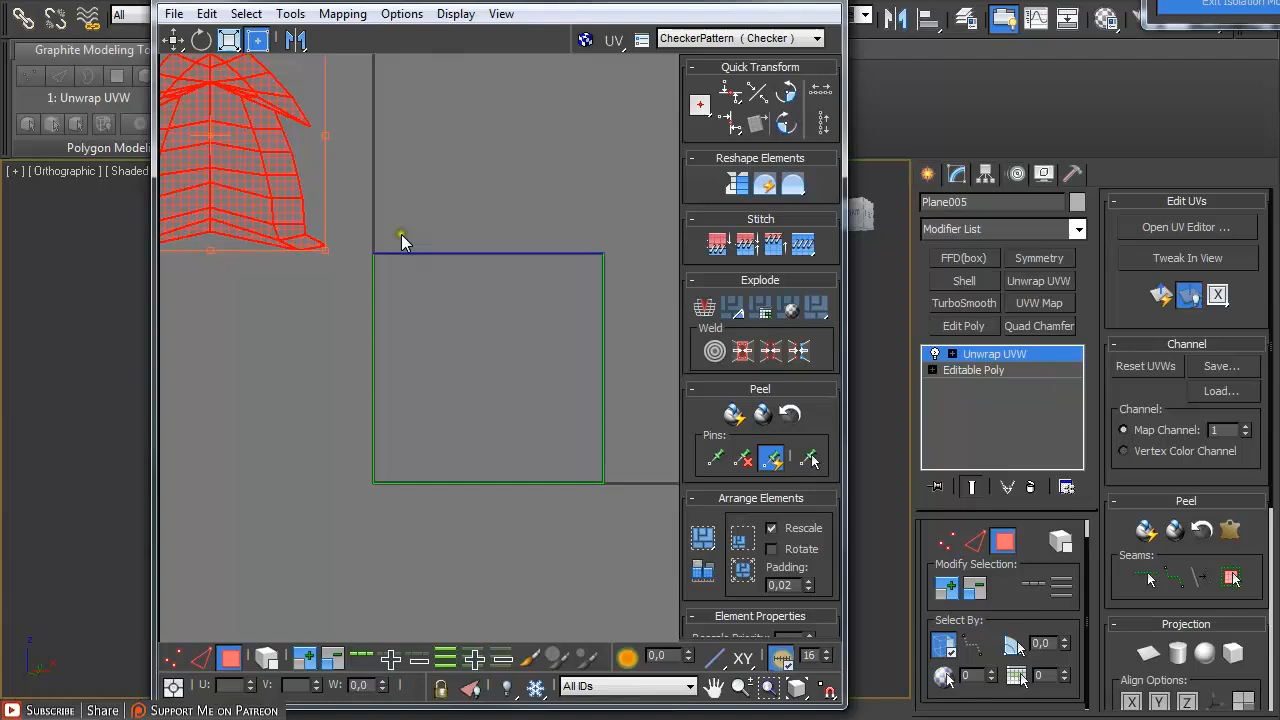 Exit Isolation Mode
All
File Edit Select Tools Mapping Options Display View
UV
CheckerPattern ( Checker )
Graphite Modeling To
1: Unwrap UVW
Polygon Modeli
[ + ] [ Orthographic ] [ Shaded
- Quick Transform
- Reshape Elements
- Stitch
- Explode
Weld
- Peel
Pins:
- Arrange Elements
Rescale
Rotate
Padding:
0,02
- Element Properties
0,0
XY
16
U:
V:
W: 0,0
All IDs
Plane005
Modifier List
FFD(box) Symmetry
Shell Unwrap UVW
TurboSmooth UVW Map
Edit Poly Quad Chamfer
Unwrap UVW
Editable Poly
Modify Selection:
Select By:
0,0
0
0
- Edit UVs
Open UV Editor ...
Tweak In View
- Channel
Reset UVWs Save...
Load...
Channel:
Map Channel: 1
Vertex Color Channel
- Peel
Seams:
- Projection
Align Options:
X Y Z
Subscribe Share Support Me on Patreon